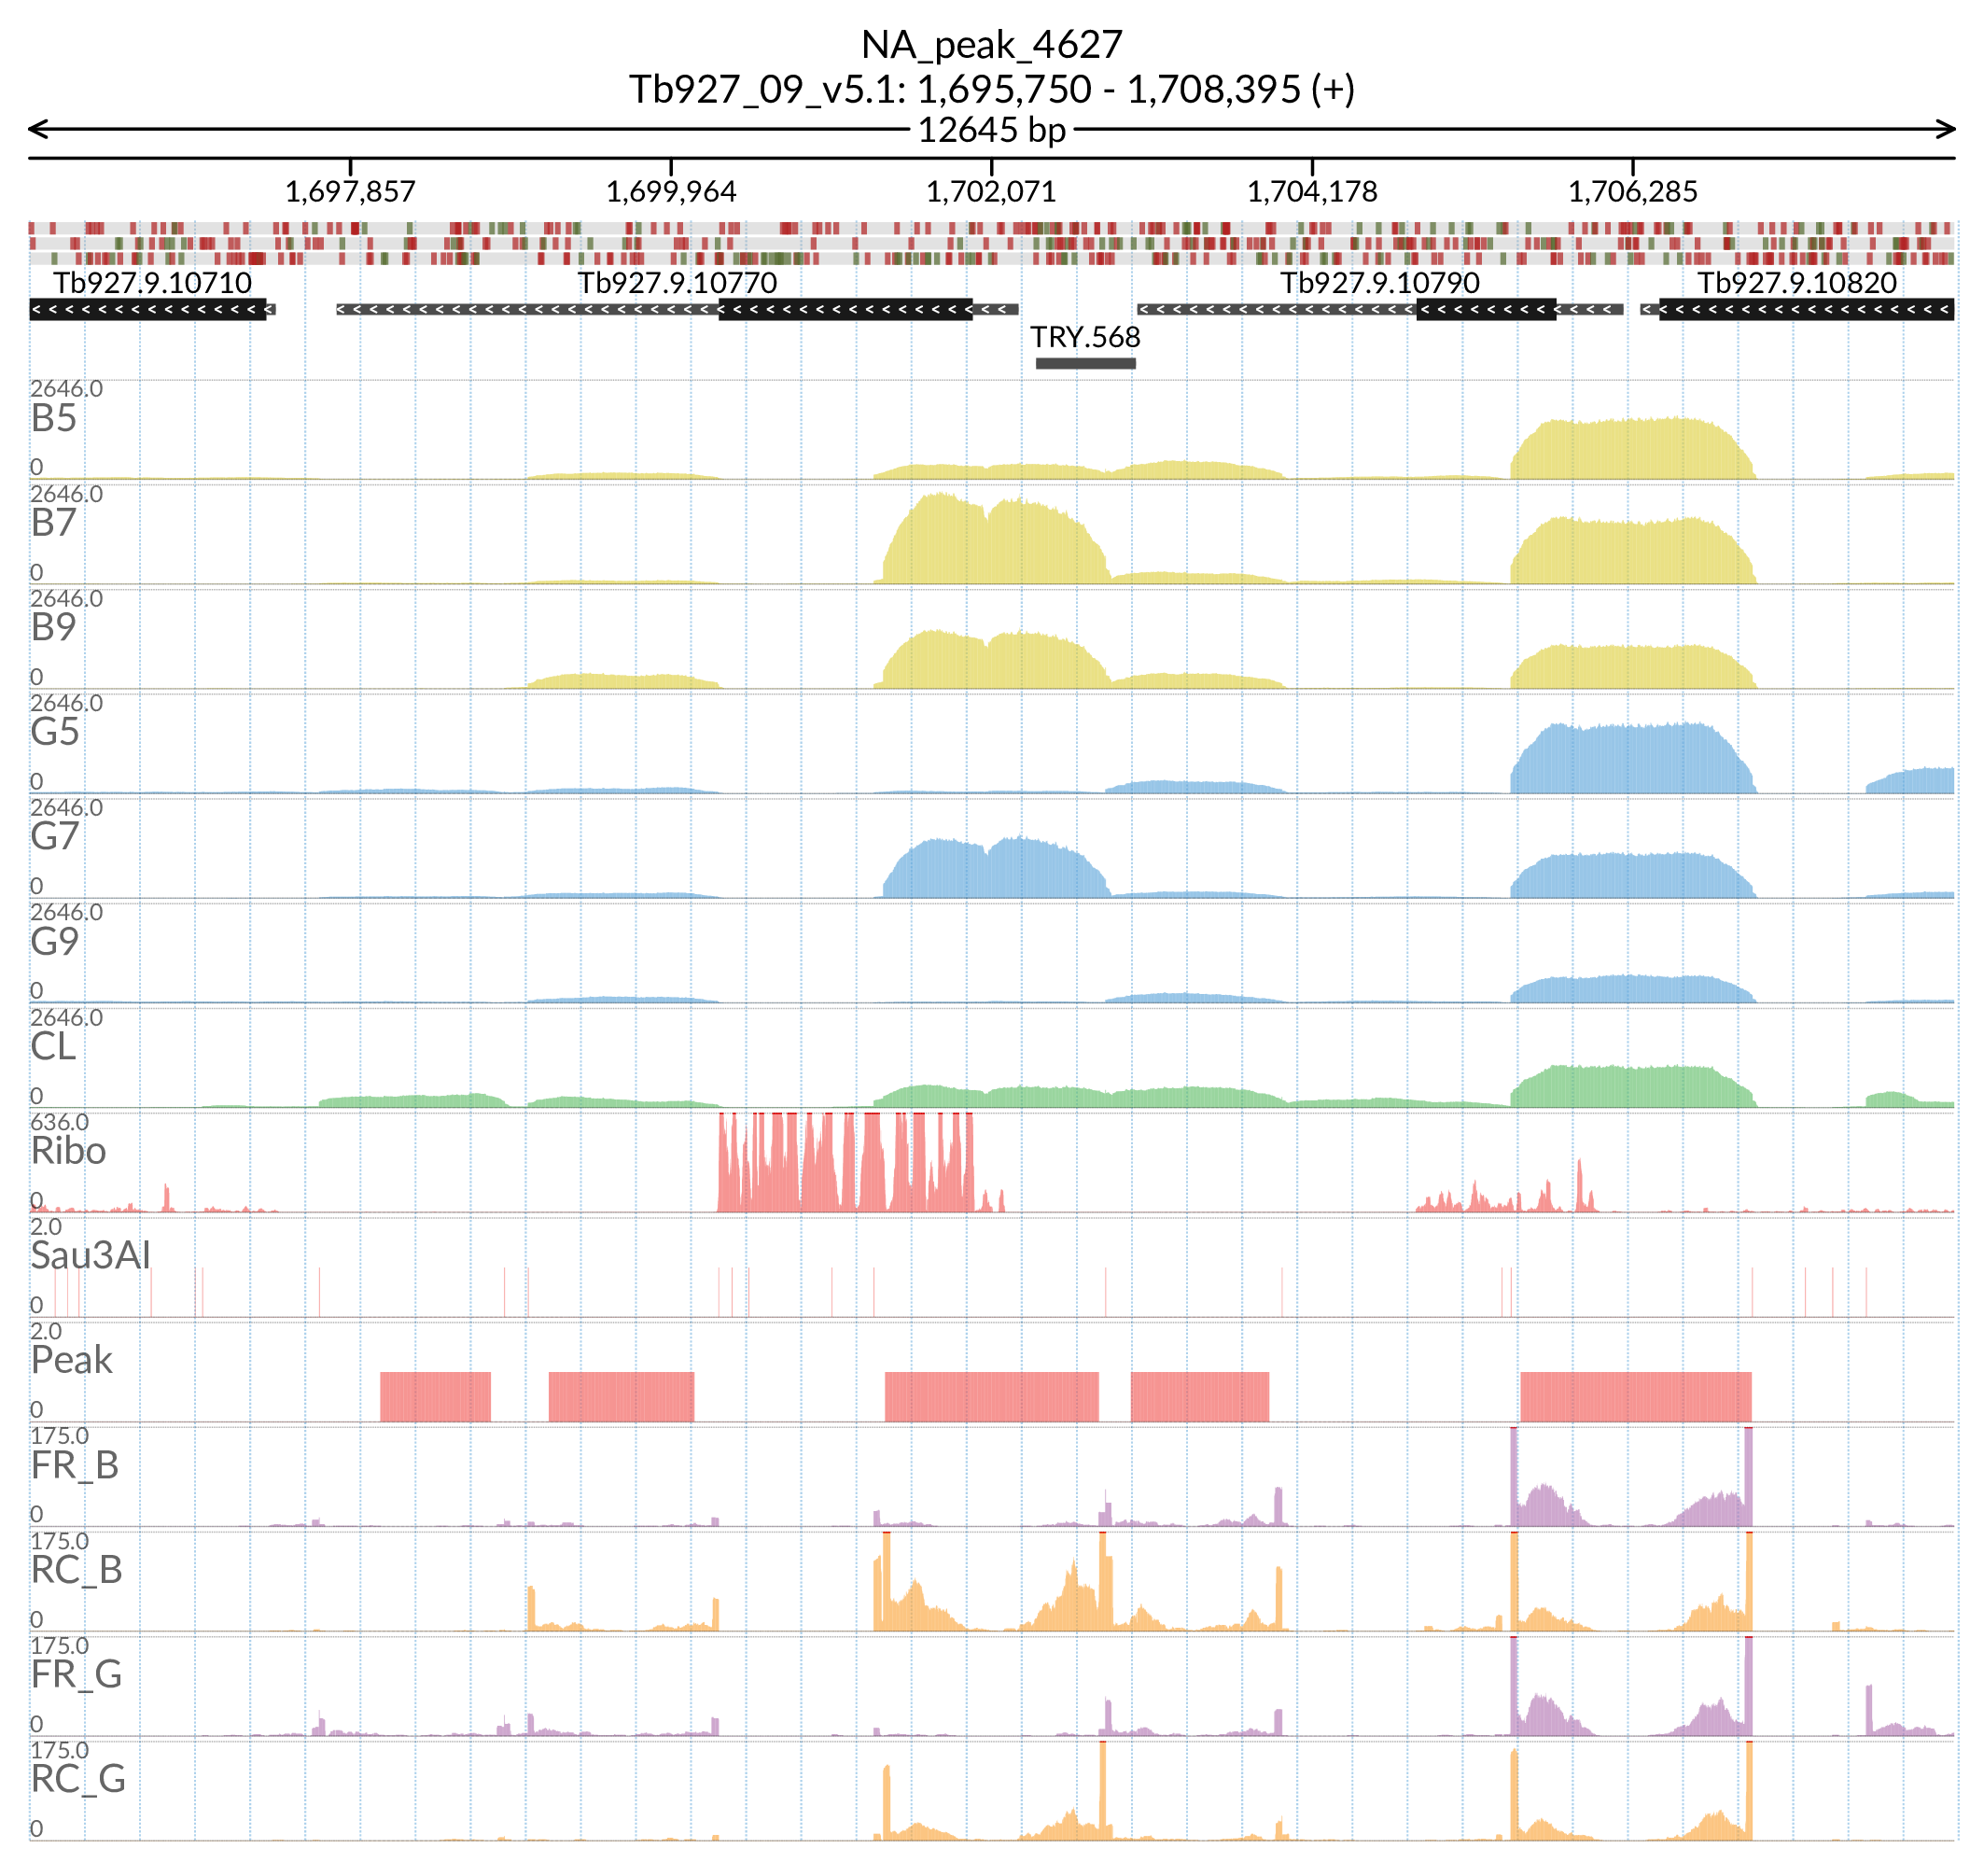 NA_peak_4627
Tb927_09_v5.1: 1,695,750 - 1,708,395 (+)
12645 bp
1,697,857 1,699,964 1,702,071 1,704,178 1,706,285
Tb927.9.10710 Tb927.9.10770 Tb927.9.10790 Tb927.9.10820
TRY.568
2646.0
B5
0
2646.0
B7
0
2646.0
B9
0
2646.0
G5
0
2646.0
G7
0
2646.0
G9
0
2646.0
CL
0
636.0
Ribo
0
2.0
Sau3AI
0
2.0
Peak
0
175.0
FR_B
0
175.0
RC_B
0
175.0
FR_G
0
175.0
RC_G
0